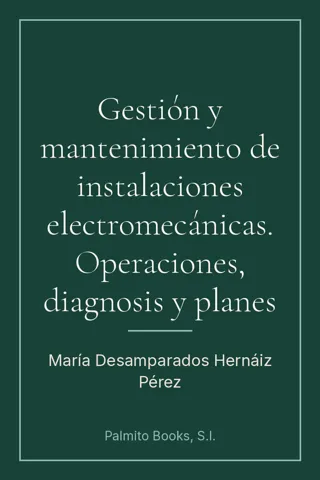 Gestión y
mantenimiento de
instalaciones
electromecánicas.
Operaciones,
diagnosis y planes
María Desamparados Hernáiz
Pérez
Palmito Books, S.l.